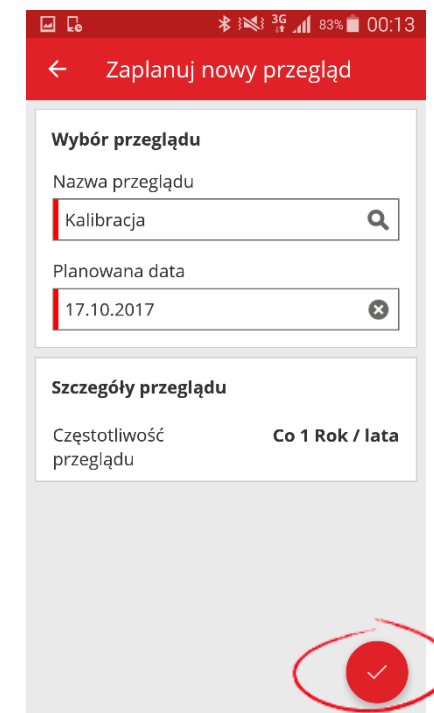 3G 83% 00:13
Zaplanuj nowy przegląd
Wybór przeglądu
Nazwa przeglądu
Kalibracja
Planowana data
17.10.2017
Szczegóły przeglądu
Częstotliwość Co 1 Rok / lata
przeglądu